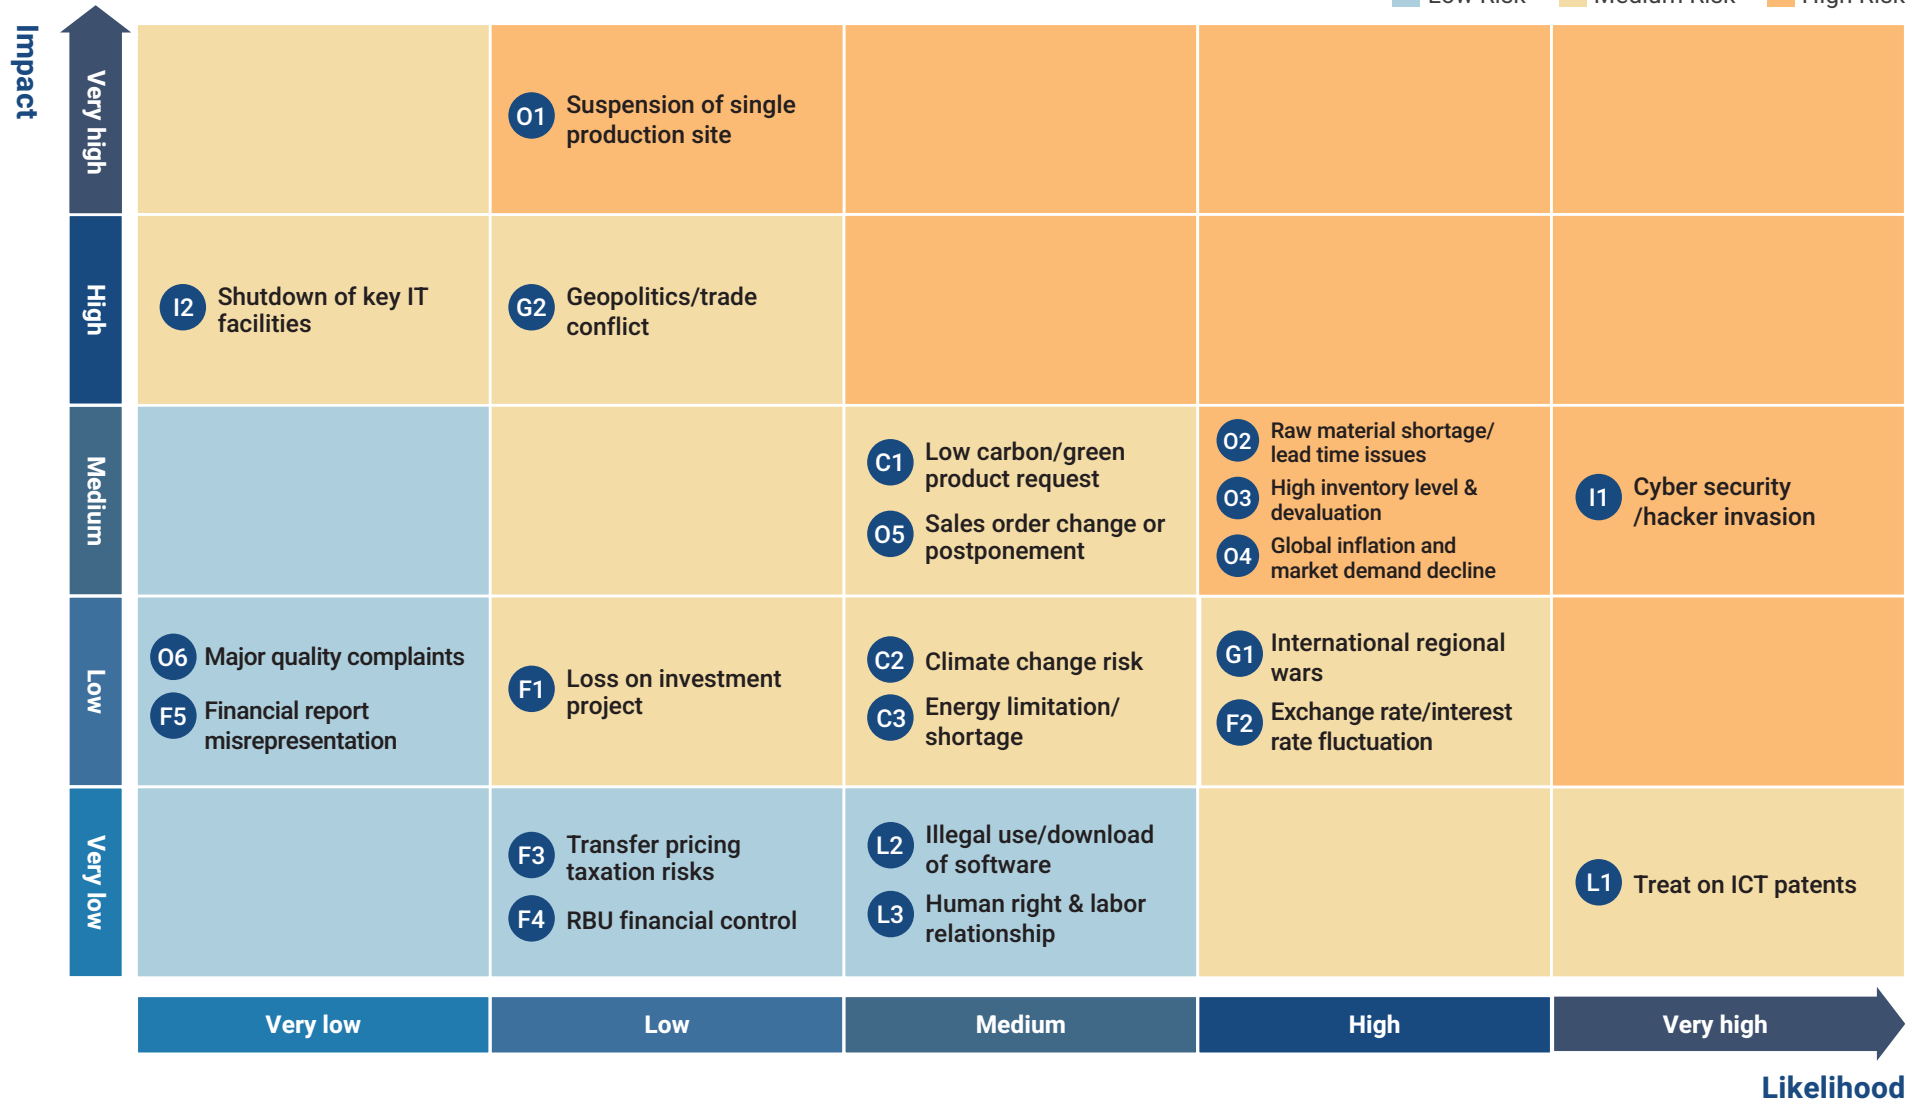 Low Risk
Medium Risk
High Risk
Impact
Very high
O1
Suspension of single
production site
High
I2
Shutdown of key IT
facilities
G2
Geopolitics/trade
conflict
Medium
C1
Low carbon/green
product request
O5
Sales order change or
postponement
O2
Raw material shortage/
lead time issues
O3
High inventory level &
devaluation
O4
Global inflation and
market demand decline
I1
Cyber security
/hacker invasion
Low
O6
Major quality complaints
F5
Financial report
misrepresentation
F1
Loss on investment
project
C2
Climate change risk
C3
Energy limitation/
shortage
G1
International regional
wars
F2
Exchange rate/interest
rate fluctuation
Very low
F3
Transfer pricing
taxation risks
F4
RBU financial control
L2
Illegal use/download
of software
L3
Human right & labor
relationship
L1
Treat on ICT patents
Very low
Low
Medium
High
Very high
Likelihood